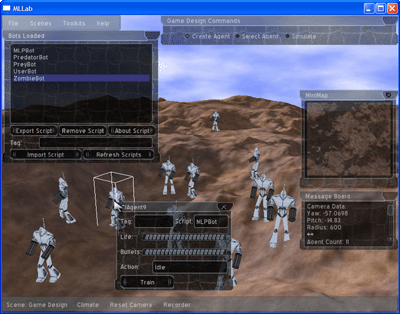 MLLab
File Scenes Toolkits Help
Game Design Commands
Create Agent Select Agent Simulate
Bots Loaded
MLPBot
PredatorBot
PreyBot
UserBot
ZombieBot
Export Script Remove Script About Script
Tag:
Import Script Refresh Scripts
MiniMap
Message Board
Camera Data:
Yaw: -57.0698
Pitch: -14.83
Radius: 600
**
Agent Count: 11
Agent9
Tag: Script: MLPBot
Life:
Bullets:
Action: Idle
Train
Scene: Game Design Climate Reset Camera Recorder